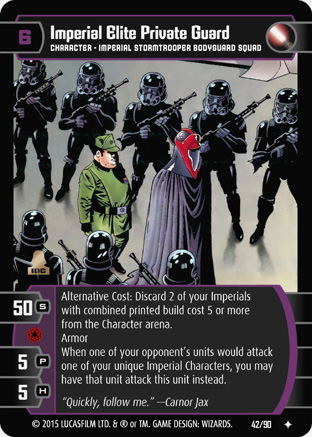 6
Imperial Elite Private Guard
CHARACTER • IMPERIAL STORMTROOPER BODYGUARD SQUAD
IDC
50 S
5 P
5 H
Alternative Cost: Discard 2 of your Imperials
with combined printed build cost 5 or more
from the Character arena.
Armor
When one of your opponent's units would attack
one of your unique Imperial Characters, you may
have that unit attack this unit instead.
"Quickly, follow me." —Carnor Jax
© 2015 LUCASFILM LTD. & ® or TM. GAME DESIGN: WIZARDS. 42/90